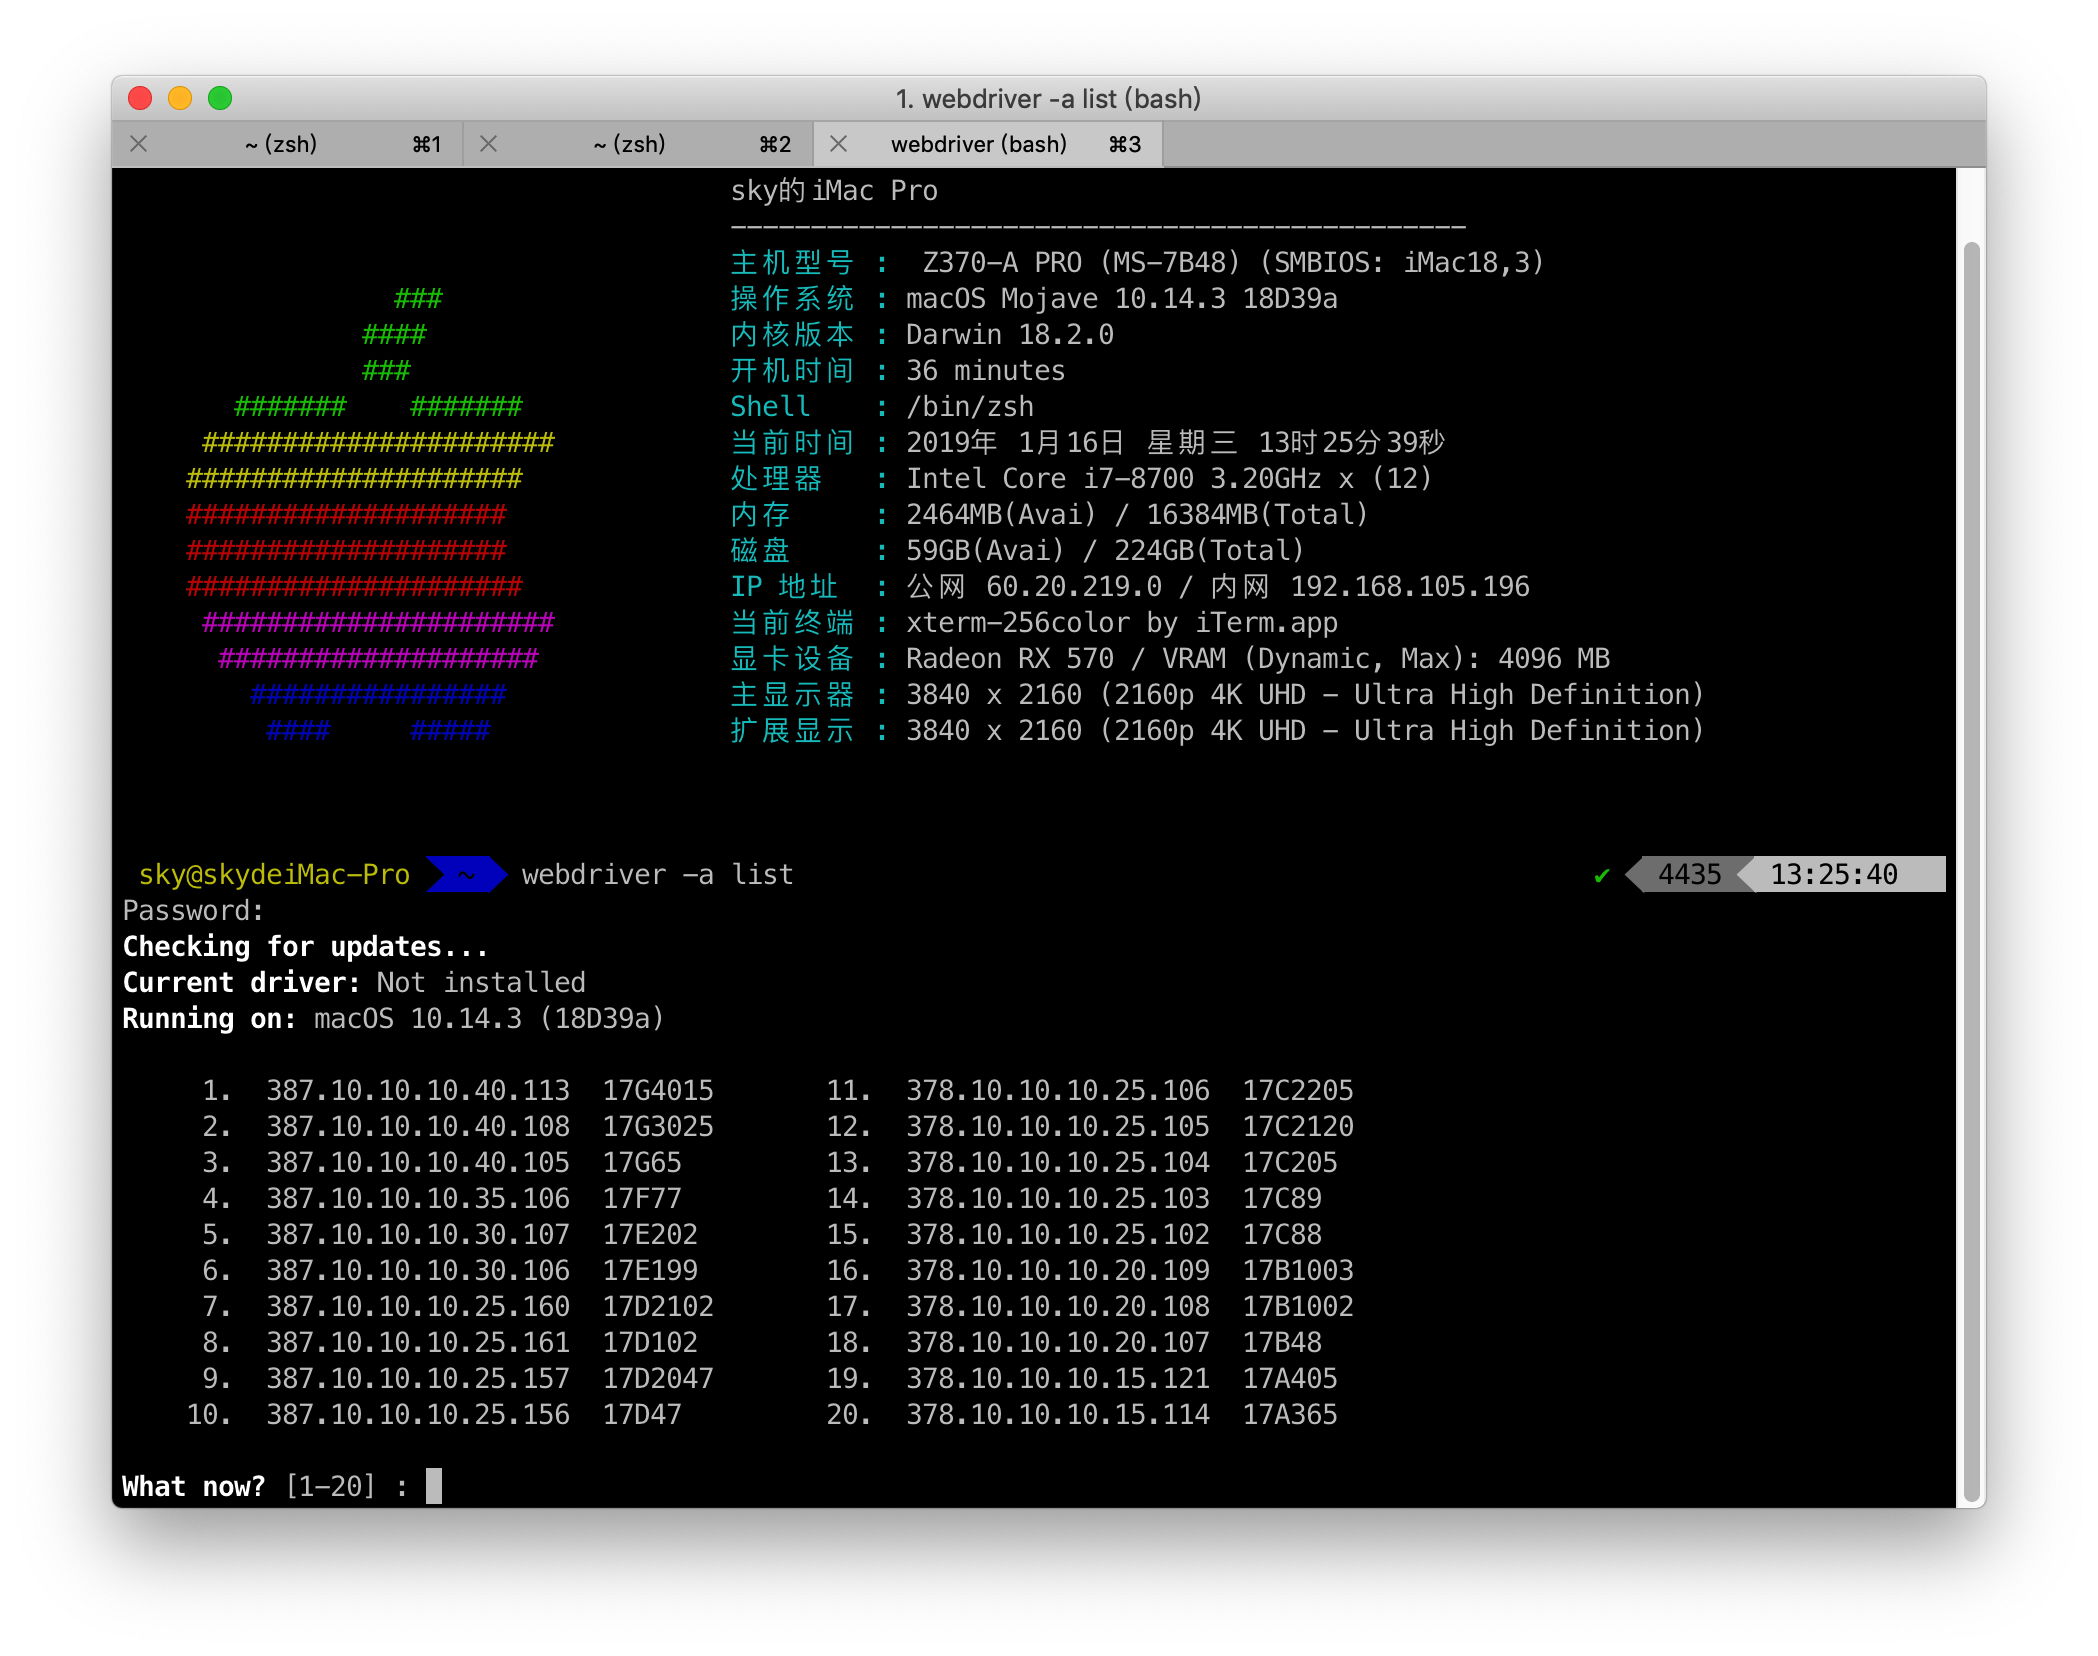 1. webdriver -a list (bash)
~ (zsh) ⌘1 ~ (zsh) ⌘2 webdriver (bash) ⌘3
sky的iMac Pro
----------------------------------------------
主机型号 :  Z370-A PRO (MS-7B48) (SMBIOS: iMac18,3)
### 操作系统 : macOS Mojave 10.14.3 18D39a
#### 内核版本 : Darwin 18.2.0
### 开机时间 : 36 minutes
####### ####### Shell : /bin/zsh
###################### 当前时间 : 2019年 1月16日 星期三 13时25分39秒
##################### 处理器 : Intel Core i7-8700 3.20GHz x (12)
#################### 内存 : 2464MB(Avai) / 16384MB(Total)
#################### 磁盘 : 59GB(Avai) / 224GB(Total)
##################### IP 地址 : 公网 60.20.219.0 / 内网 192.168.105.196
###################### 当前终端 : xterm-256color by iTerm.app
#################### 显卡设备 : Radeon RX 570 / VRAM (Dynamic, Max): 4096 MB
################ 主显示器 : 3840 x 2160 (2160p 4K UHD - Ultra High Definition)
#### ##### 扩展显示 : 3840 x 2160 (2160p 4K UHD - Ultra High Definition)
sky@skydeiMac-Pro ~ webdriver -a list ✔ 4435 13:25:40
Password:
Checking for updates...
Current driver: Not installed
Running on: macOS 10.14.3 (18D39a)
1. 387.10.10.10.40.113 17G4015 11. 378.10.10.10.25.106 17C2205
2. 387.10.10.10.40.108 17G3025 12. 378.10.10.10.25.105 17C2120
3. 387.10.10.10.40.105 17G65 13. 378.10.10.10.25.104 17C205
4. 387.10.10.10.35.106 17F77 14. 378.10.10.10.25.103 17C89
5. 387.10.10.10.30.107 17E202 15. 378.10.10.10.25.102 17C88
6. 387.10.10.10.30.106 17E199 16. 378.10.10.10.20.109 17B1003
7. 387.10.10.10.25.160 17D2102 17. 378.10.10.10.20.108 17B1002
8. 387.10.10.10.25.161 17D102 18. 378.10.10.10.20.107 17B48
9. 387.10.10.10.25.157 17D2047 19. 378.10.10.10.15.121 17A405
10. 387.10.10.10.25.156 17D47 20. 378.10.10.10.15.114 17A365
What now? [1-20] :